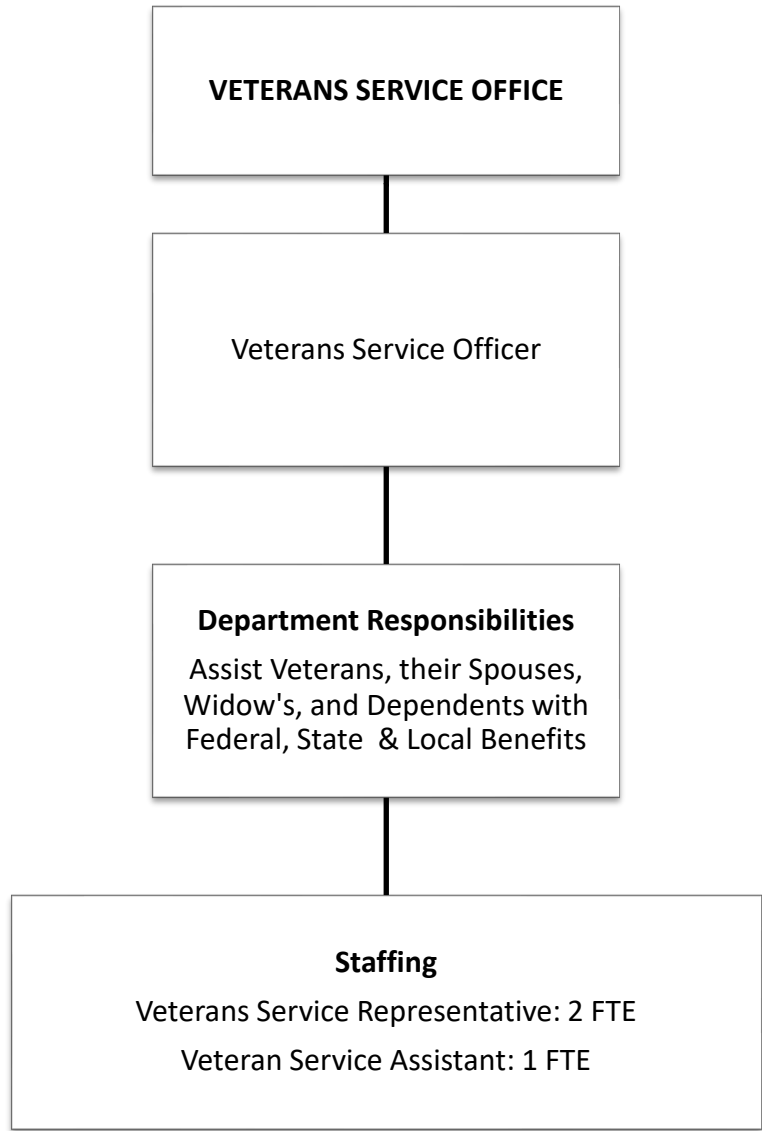 VETERANS SERVICE OFFICE
Veterans Service Officer
Department Responsibilities
Assist Veterans, their Spouses,
Widow's, and Dependents with
Federal, State & Local Benefits
Staffing
Veterans Service Representative: 2 FTE
Veteran Service Assistant: 1 FTE